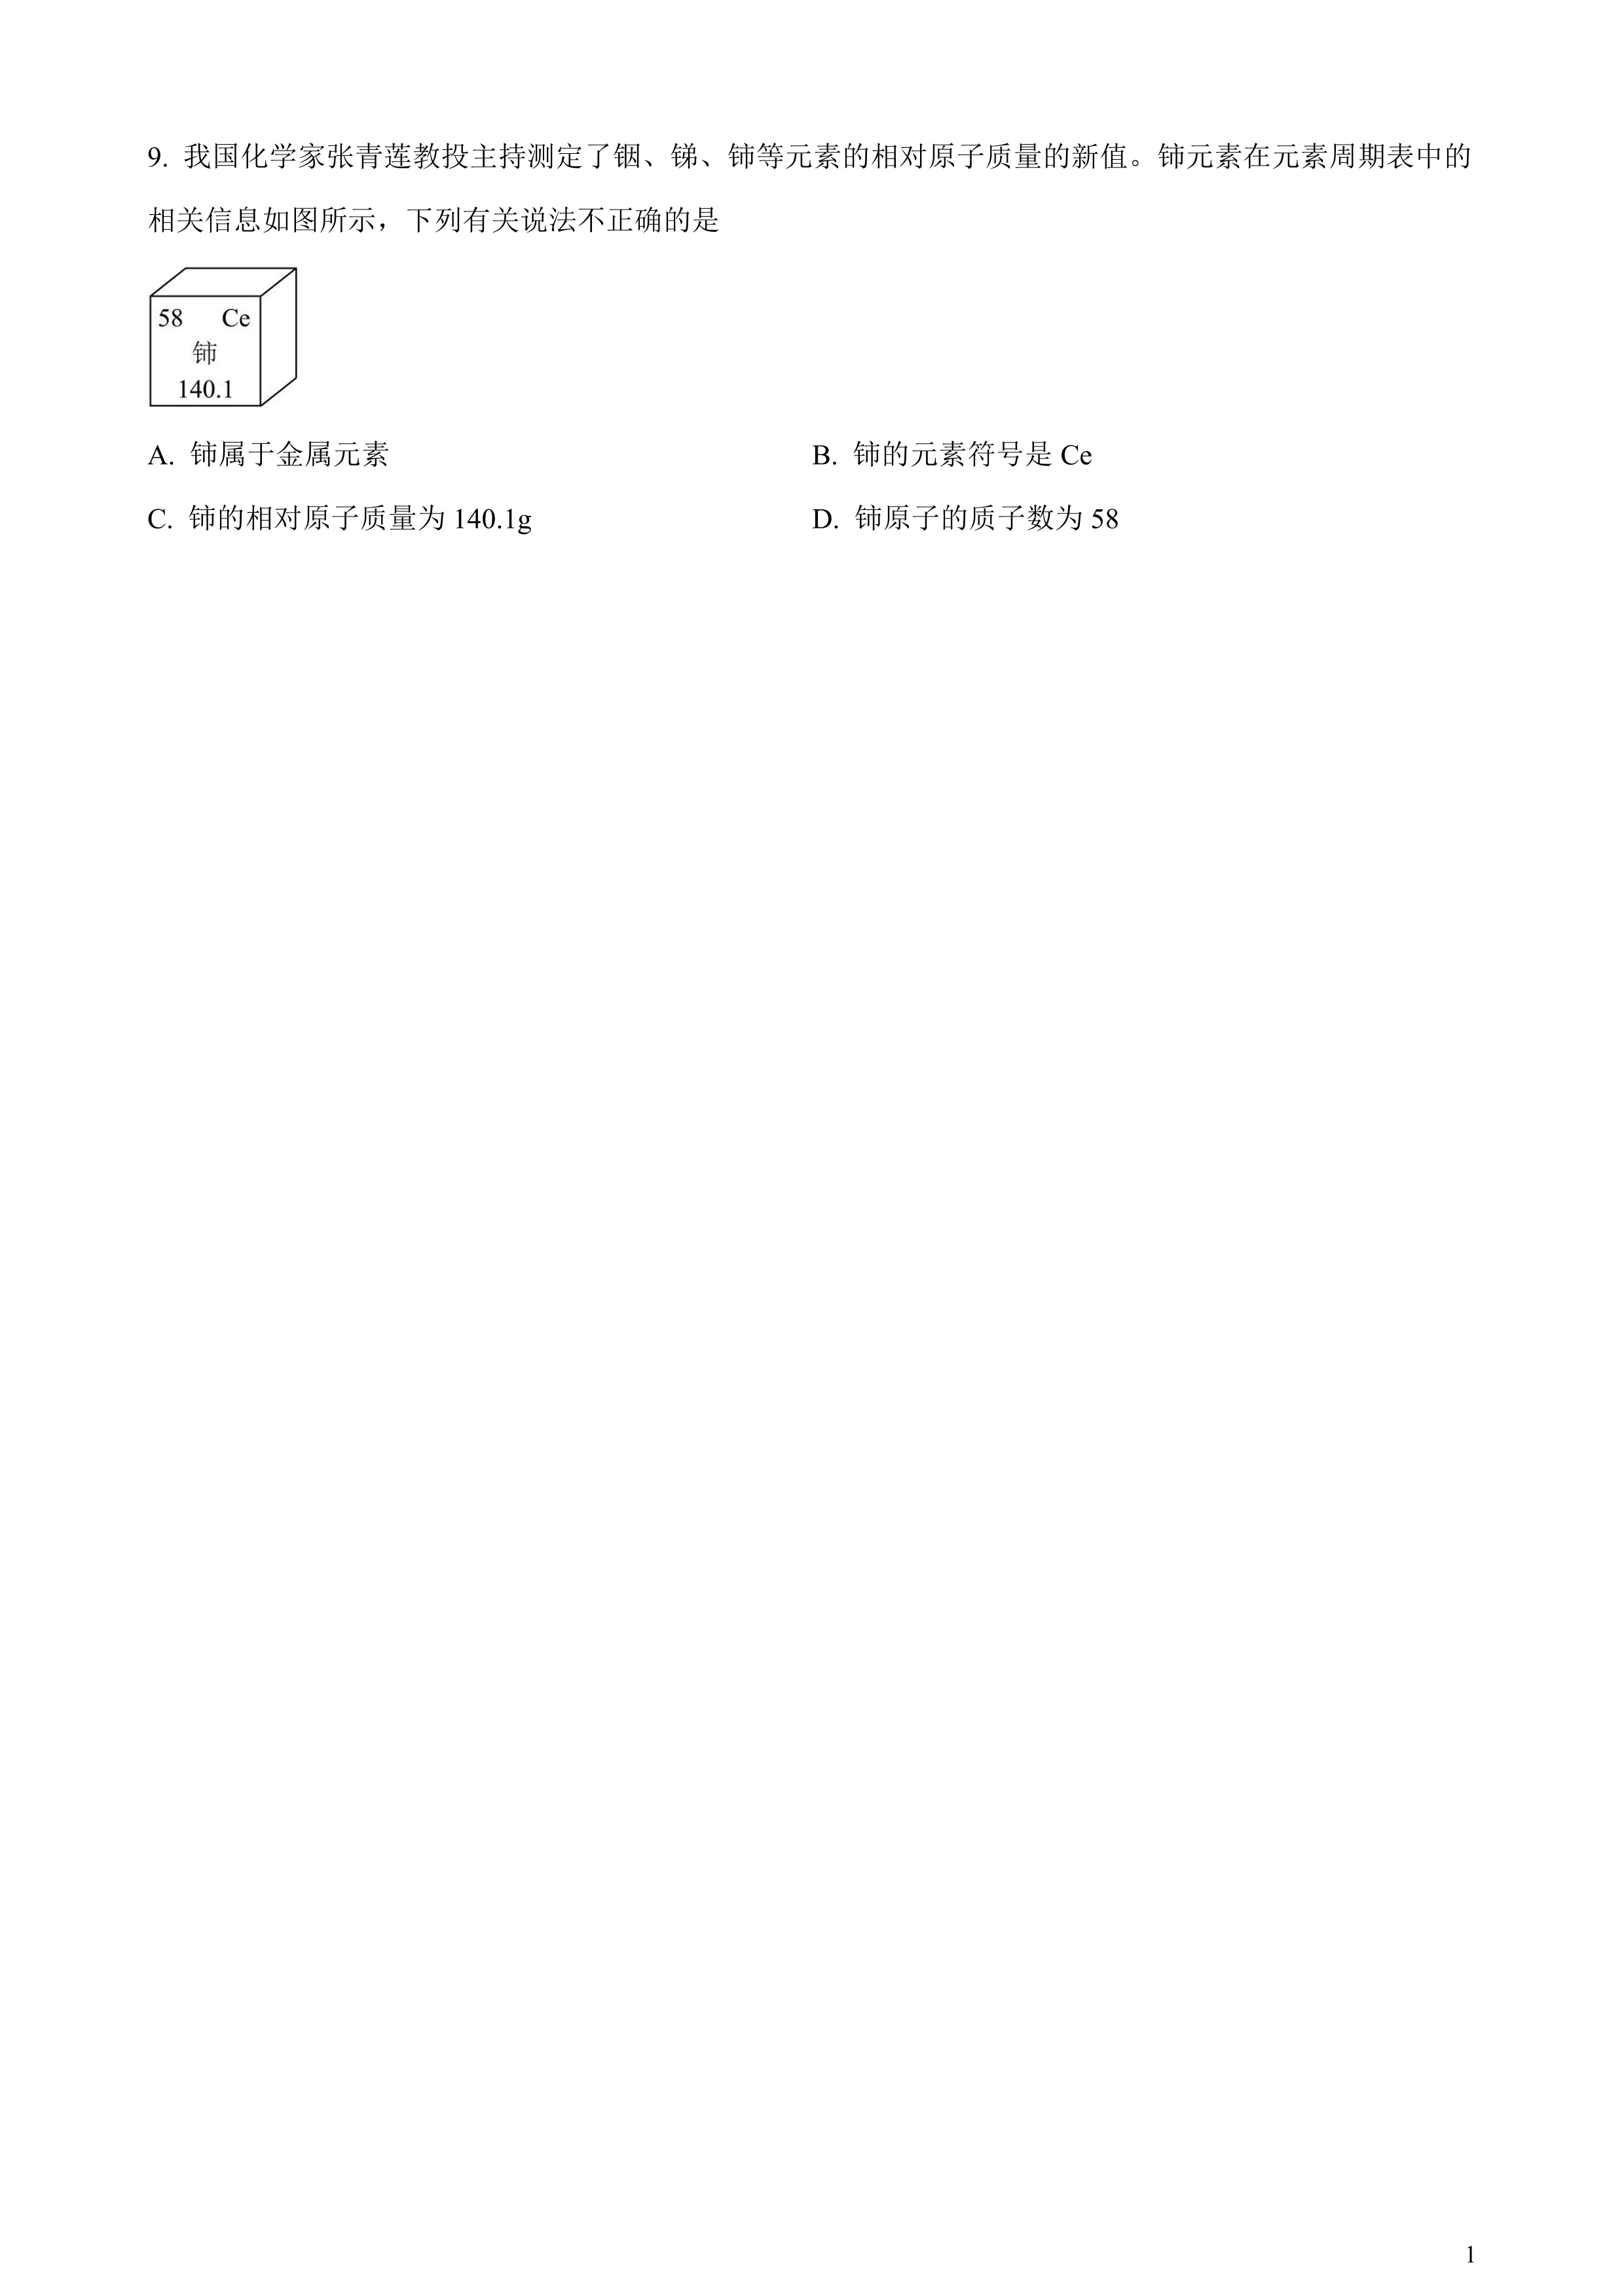 9. 我国化学家张青莲教授主持测定了铟、锑、铈等元素的相对原子质量的新值。铈元素在元素周期表中的
相关信息如图所示，下列有关说法不正确的是
58 Ce
铈
140.1
A. 铈属于金属元素 B. 铈的元素符号是 Ce
C. 铈的相对原子质量为 140.1g D. 铈原子的质子数为 58
1